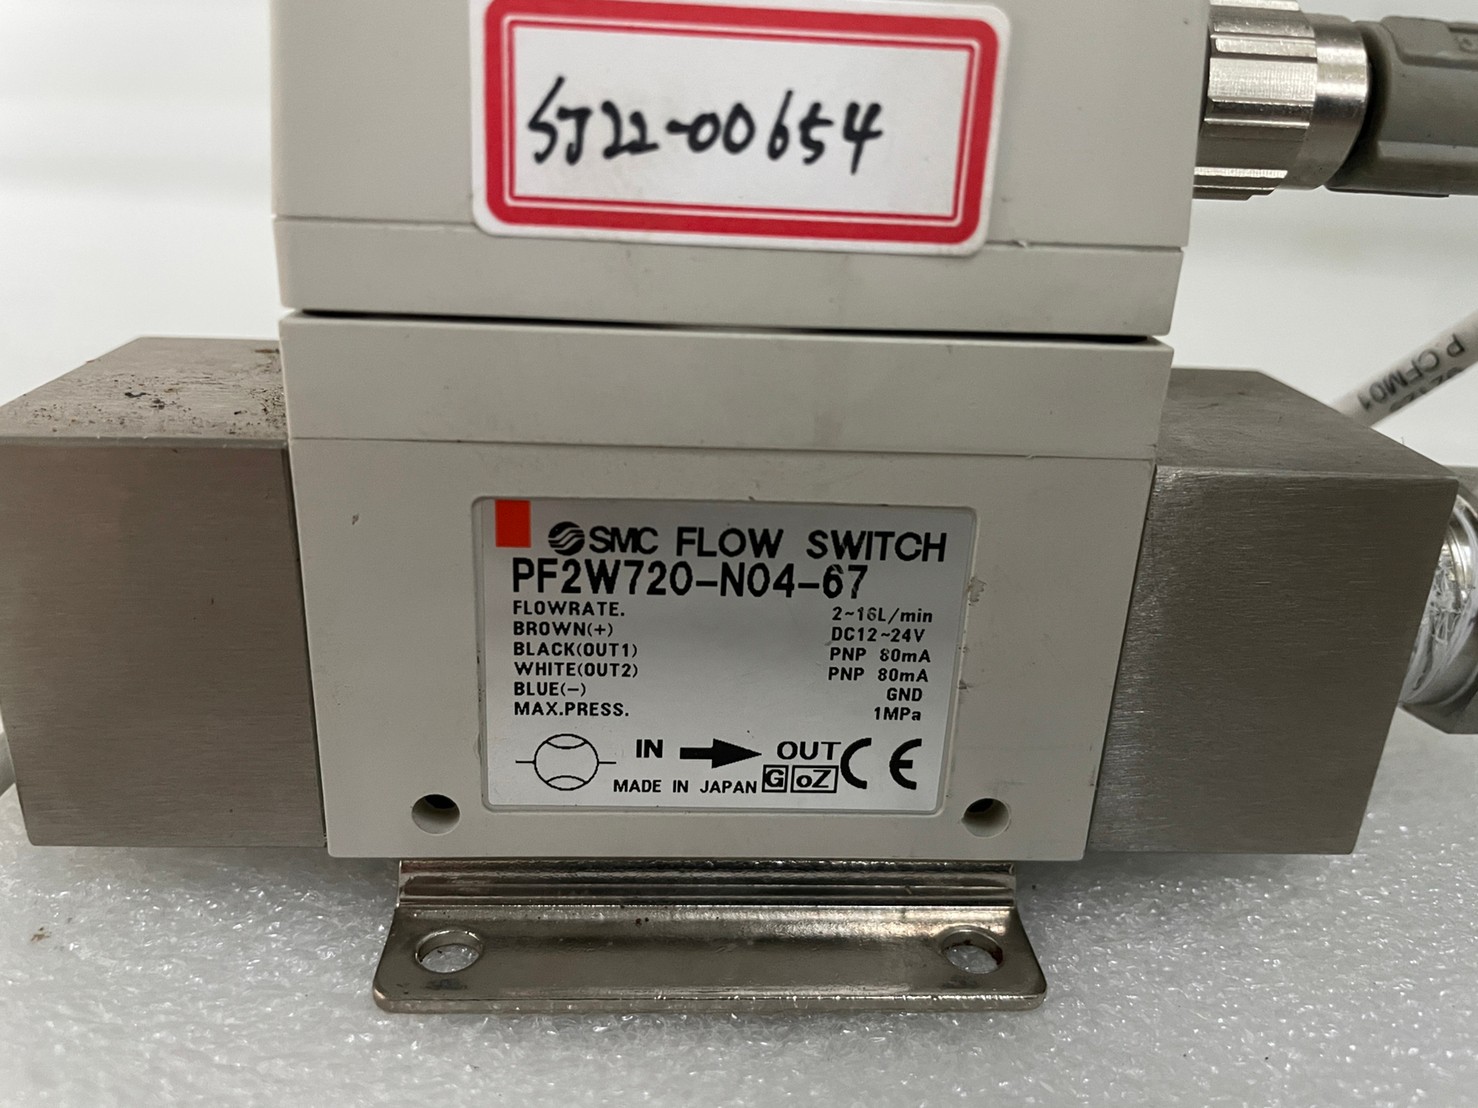 SJ22-00654
P CFM01
SMC FLOW SWITCH
PF2W720-N04-67
FLOWRATE. 2~16L/min
BROWN(+) DC12~24V
BLACK(OUT1) PNP 80mA
WHITE(OUT2) PNP 80mA
BLUE(-) GND
MAX.PRESS. 1MPa
IN OUT CE
MADE IN JAPAN G oZ